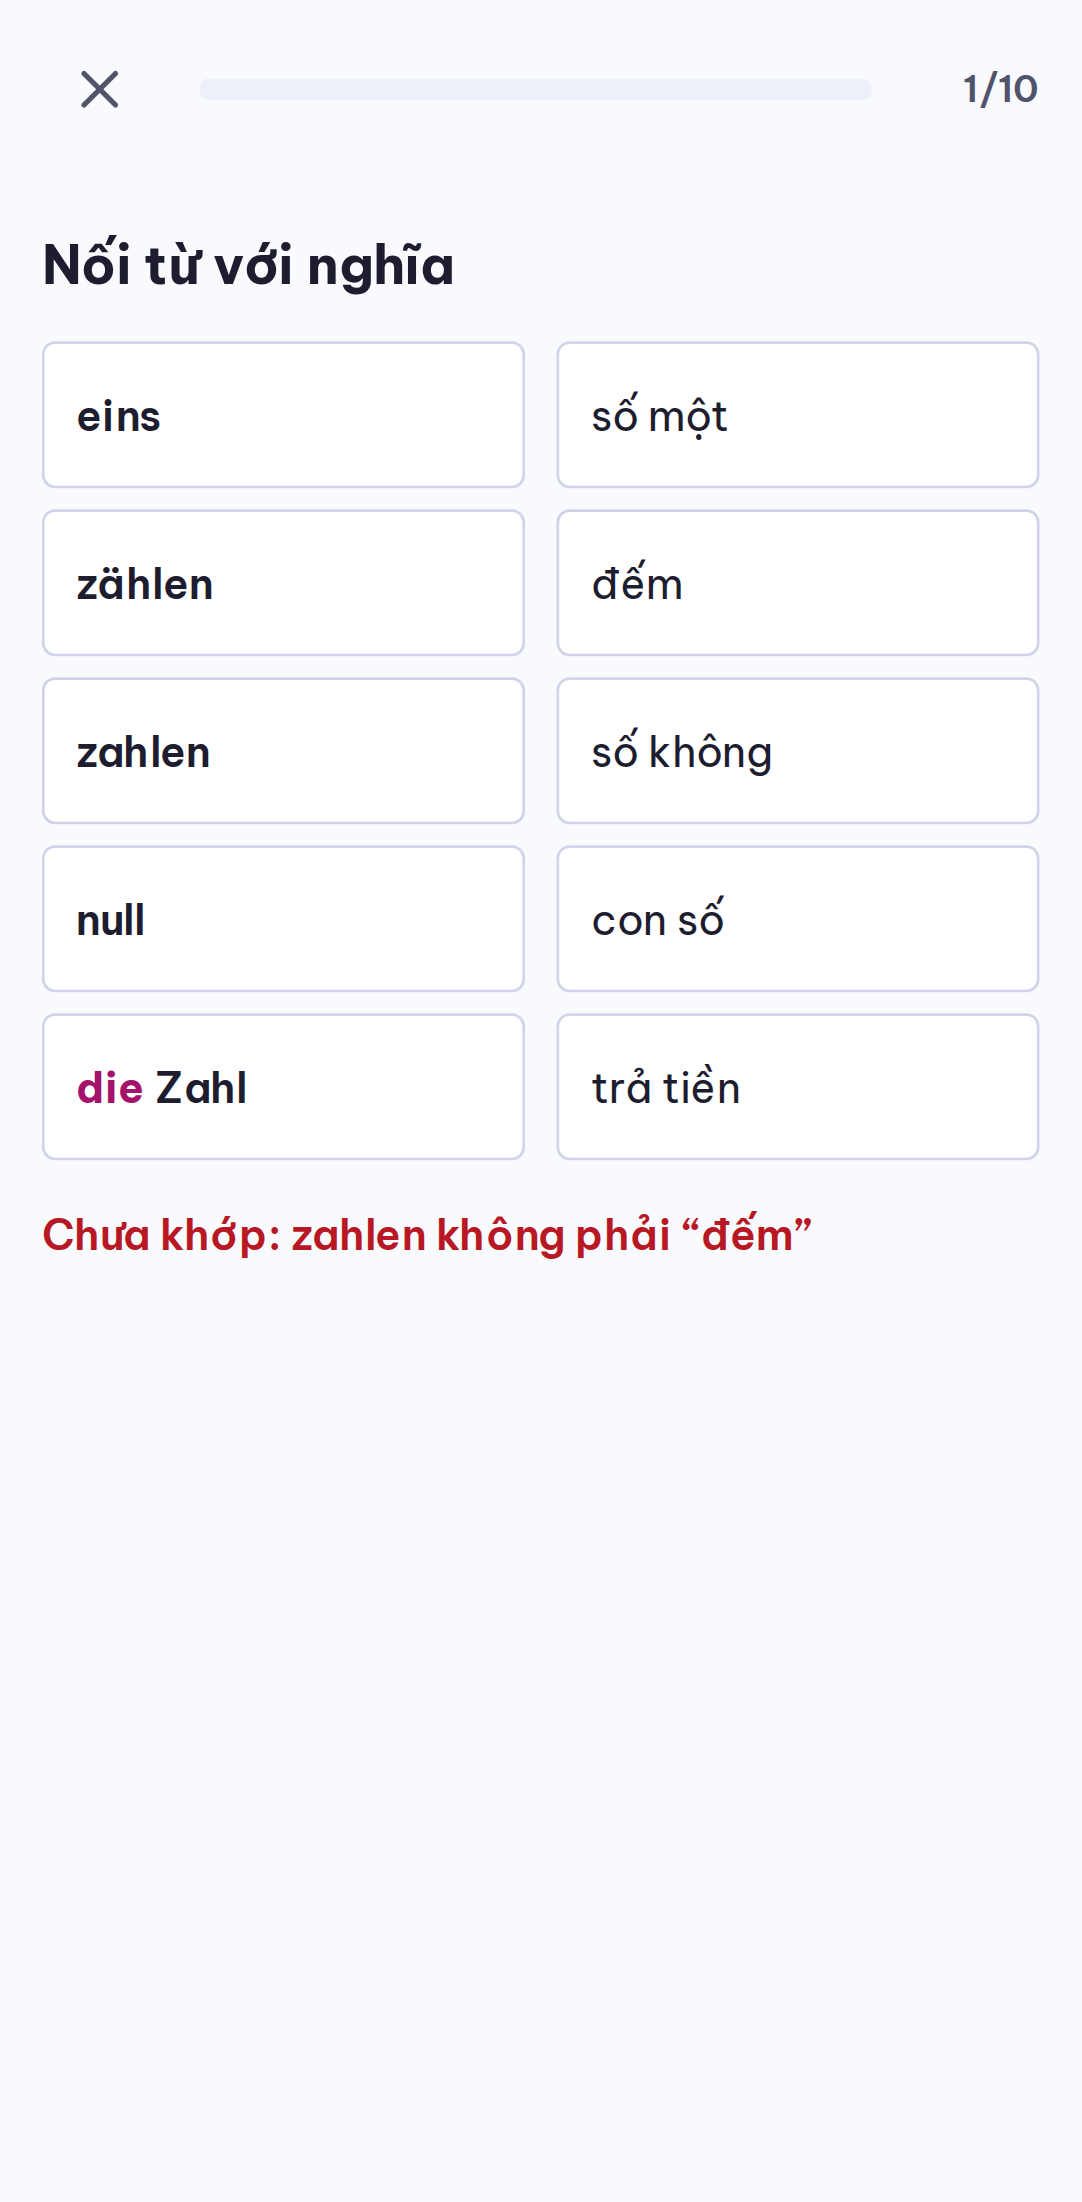 1/10
Nối từ với nghĩa
eins
số một
zählen
đếm
zahlen
số không
null
con số
die Zahl
trả tiền
Chưa khớp: zahlen không phải “đếm”